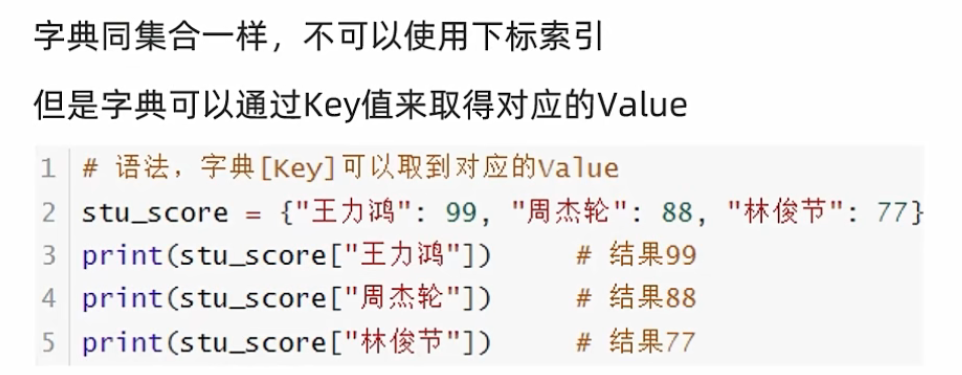 字典同集合一样，不可以使用下标索引
但是字典可以通过Key值来取得对应的Value
1 # 语法，字典[Key]可以取到对应的Value
2 stu_score = {"王力鸿": 99, "周杰轮": 88, "林俊节": 77}
3 print(stu_score["王力鸿"])     # 结果99
4 print(stu_score["周杰轮"])     # 结果88
5 print(stu_score["林俊节"])     # 结果77